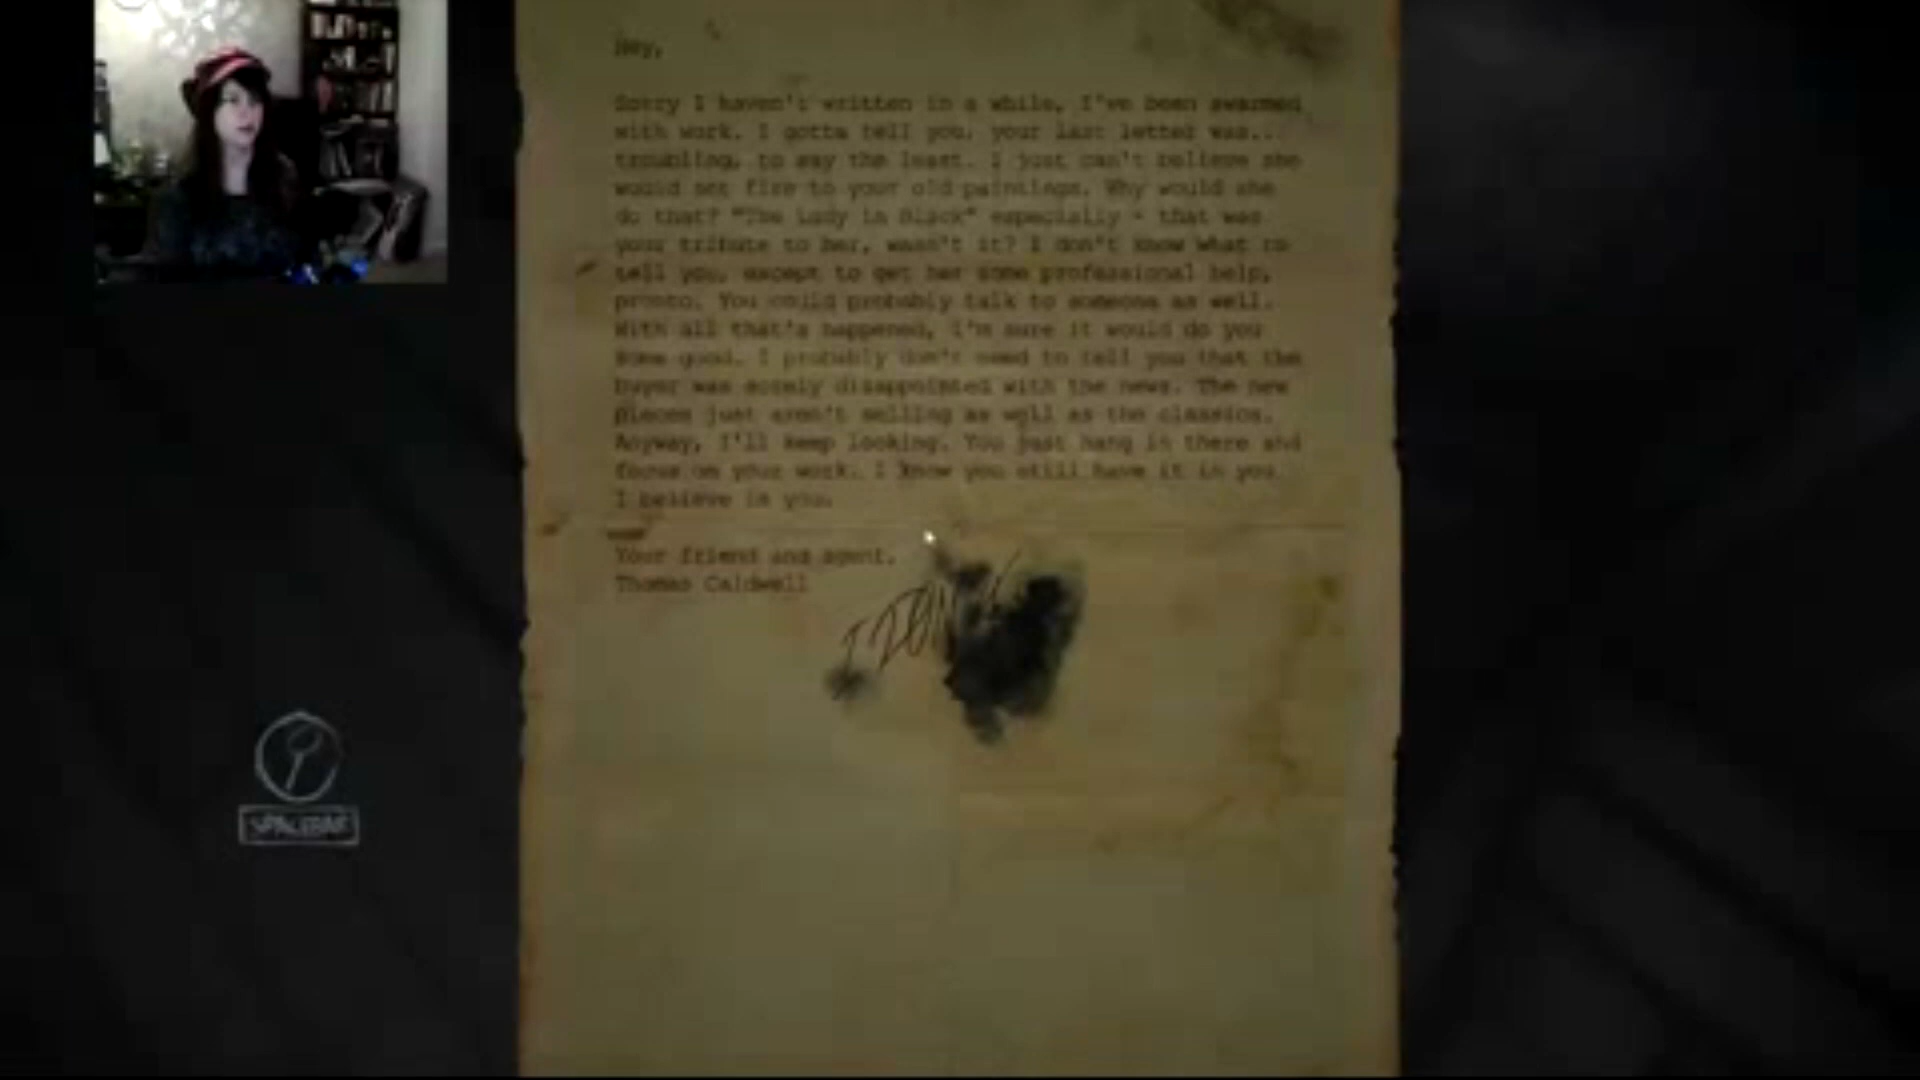 Hey,
Sorry I haven't written in a while, I've been swarmed
with work. I gotta tell you, your last letter was...
troubling, to say the least. I just can't believe she
would set fire to your old paintings. Why would she
do that? "The Lady in Black" especially - that was
your tribute to her, wasn't it? I don't know what to
tell you, except to get her some professional help,
pronto. You could probably talk to someone as well.
With all that's happened, I'm sure it would do you
some good. I probably don't need to tell you that the
buyer was sorely disappointed with the news. The new
pieces just aren't selling as well as the classics.
Anyway, I'll keep looking. You just hang in there and
focus on your work. I know you still have it in you.
I believe in you.
Your friend and agent,
Thomas Caldwell
I DON'T
SPACEBAR